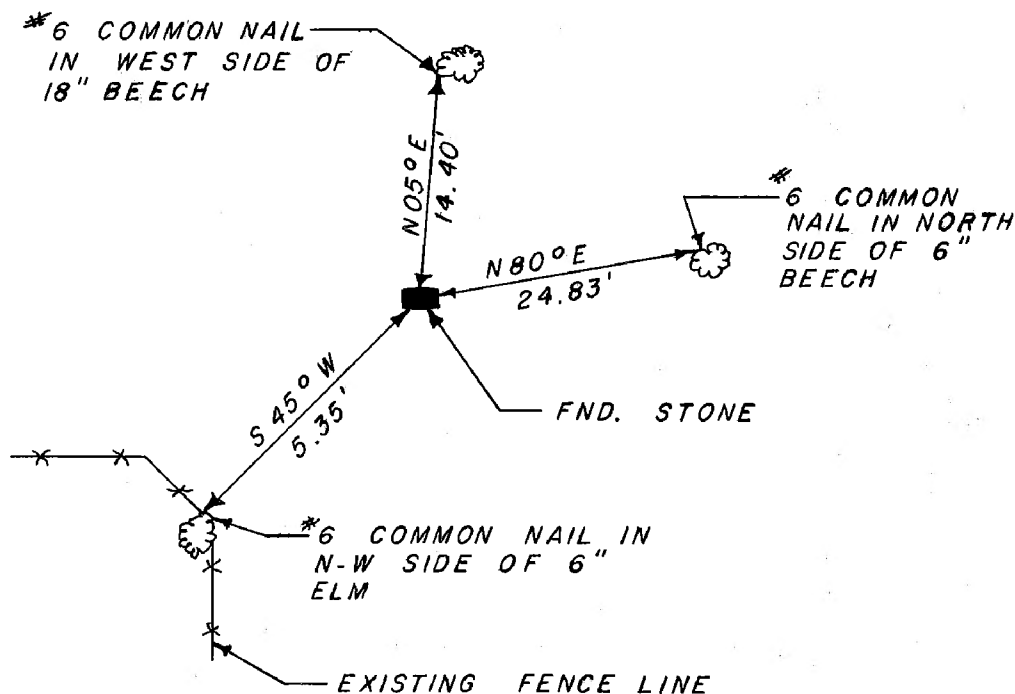 #6 COMMON NAIL
IN WEST SIDE OF
18" BEECH
N05°E
14.40'
#6 COMMON
NAIL IN NORTH
SIDE OF 6"
BEECH
N80°E
24.83'
S45°W
5.35'
FND. STONE
#6 COMMON NAIL IN
N-W SIDE OF 6"
ELM
EXISTING FENCE LINE